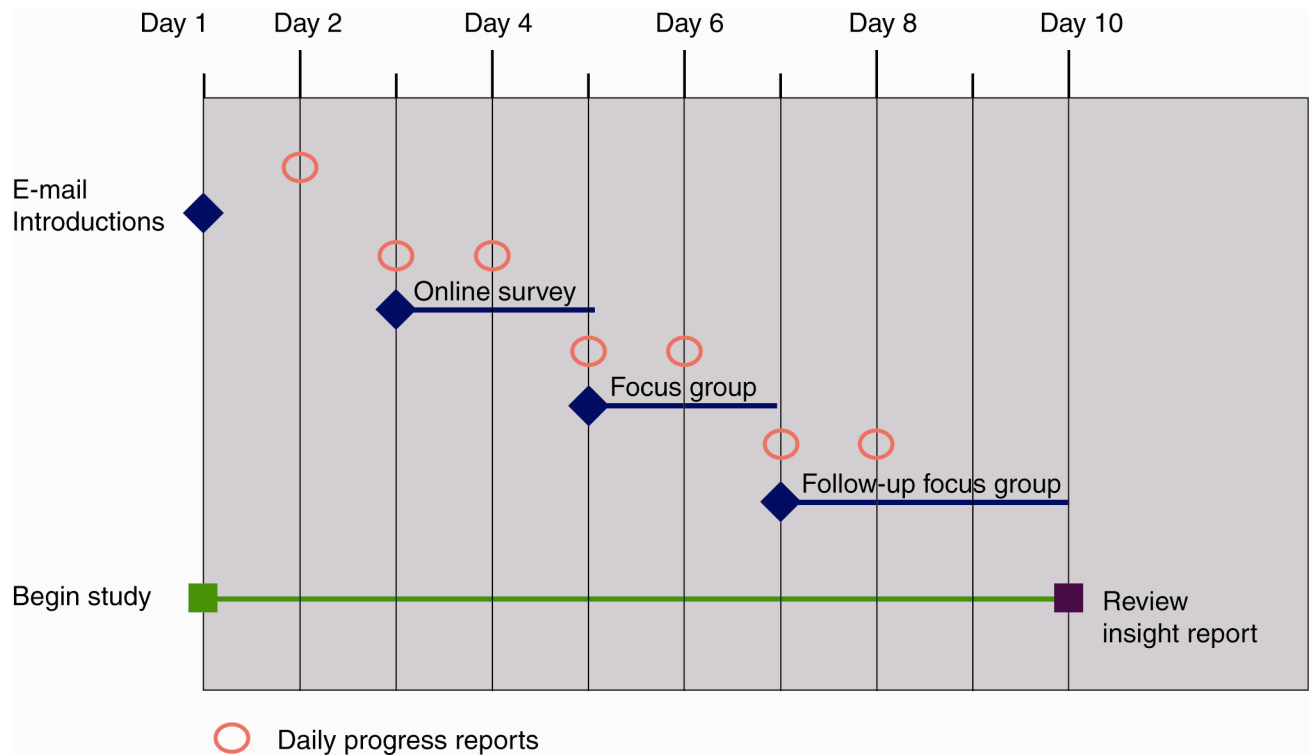 Day 1 Day 2 Day 4 Day 6 Day 8 Day 10
E-mail
Introductions
Online survey
Focus group
Follow-up focus group
Begin study
Review
insight report
Daily progress reports